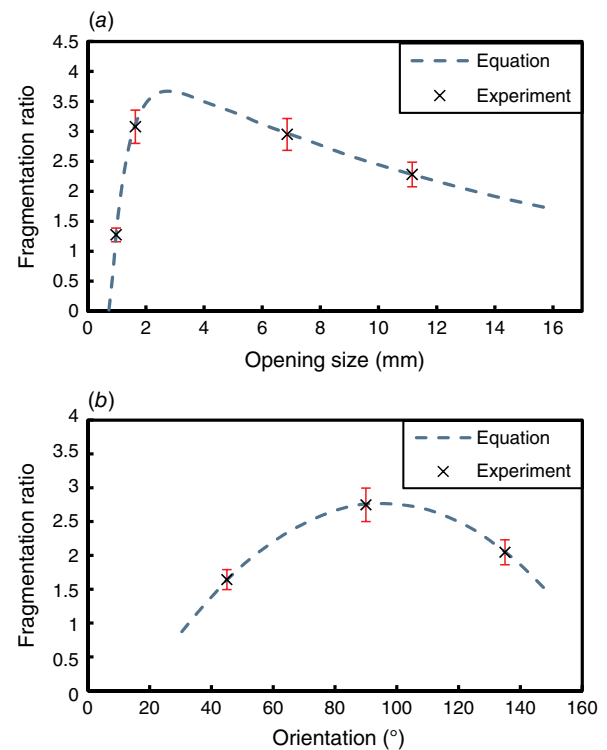 (a)
4.5
4
3.5
3
2.5
2
1.5
1
0.5
0
Fragmentation ratio
Equation
Experiment
0 2 4 6 8 10 12 14 16
Opening size (mm)
(b)
4
3.5
3
2.5
2
1.5
1
0.5
0
Fragmentation ratio
Equation
Experiment
0 20 40 60 80 100 120 140 160
Orientation (°)